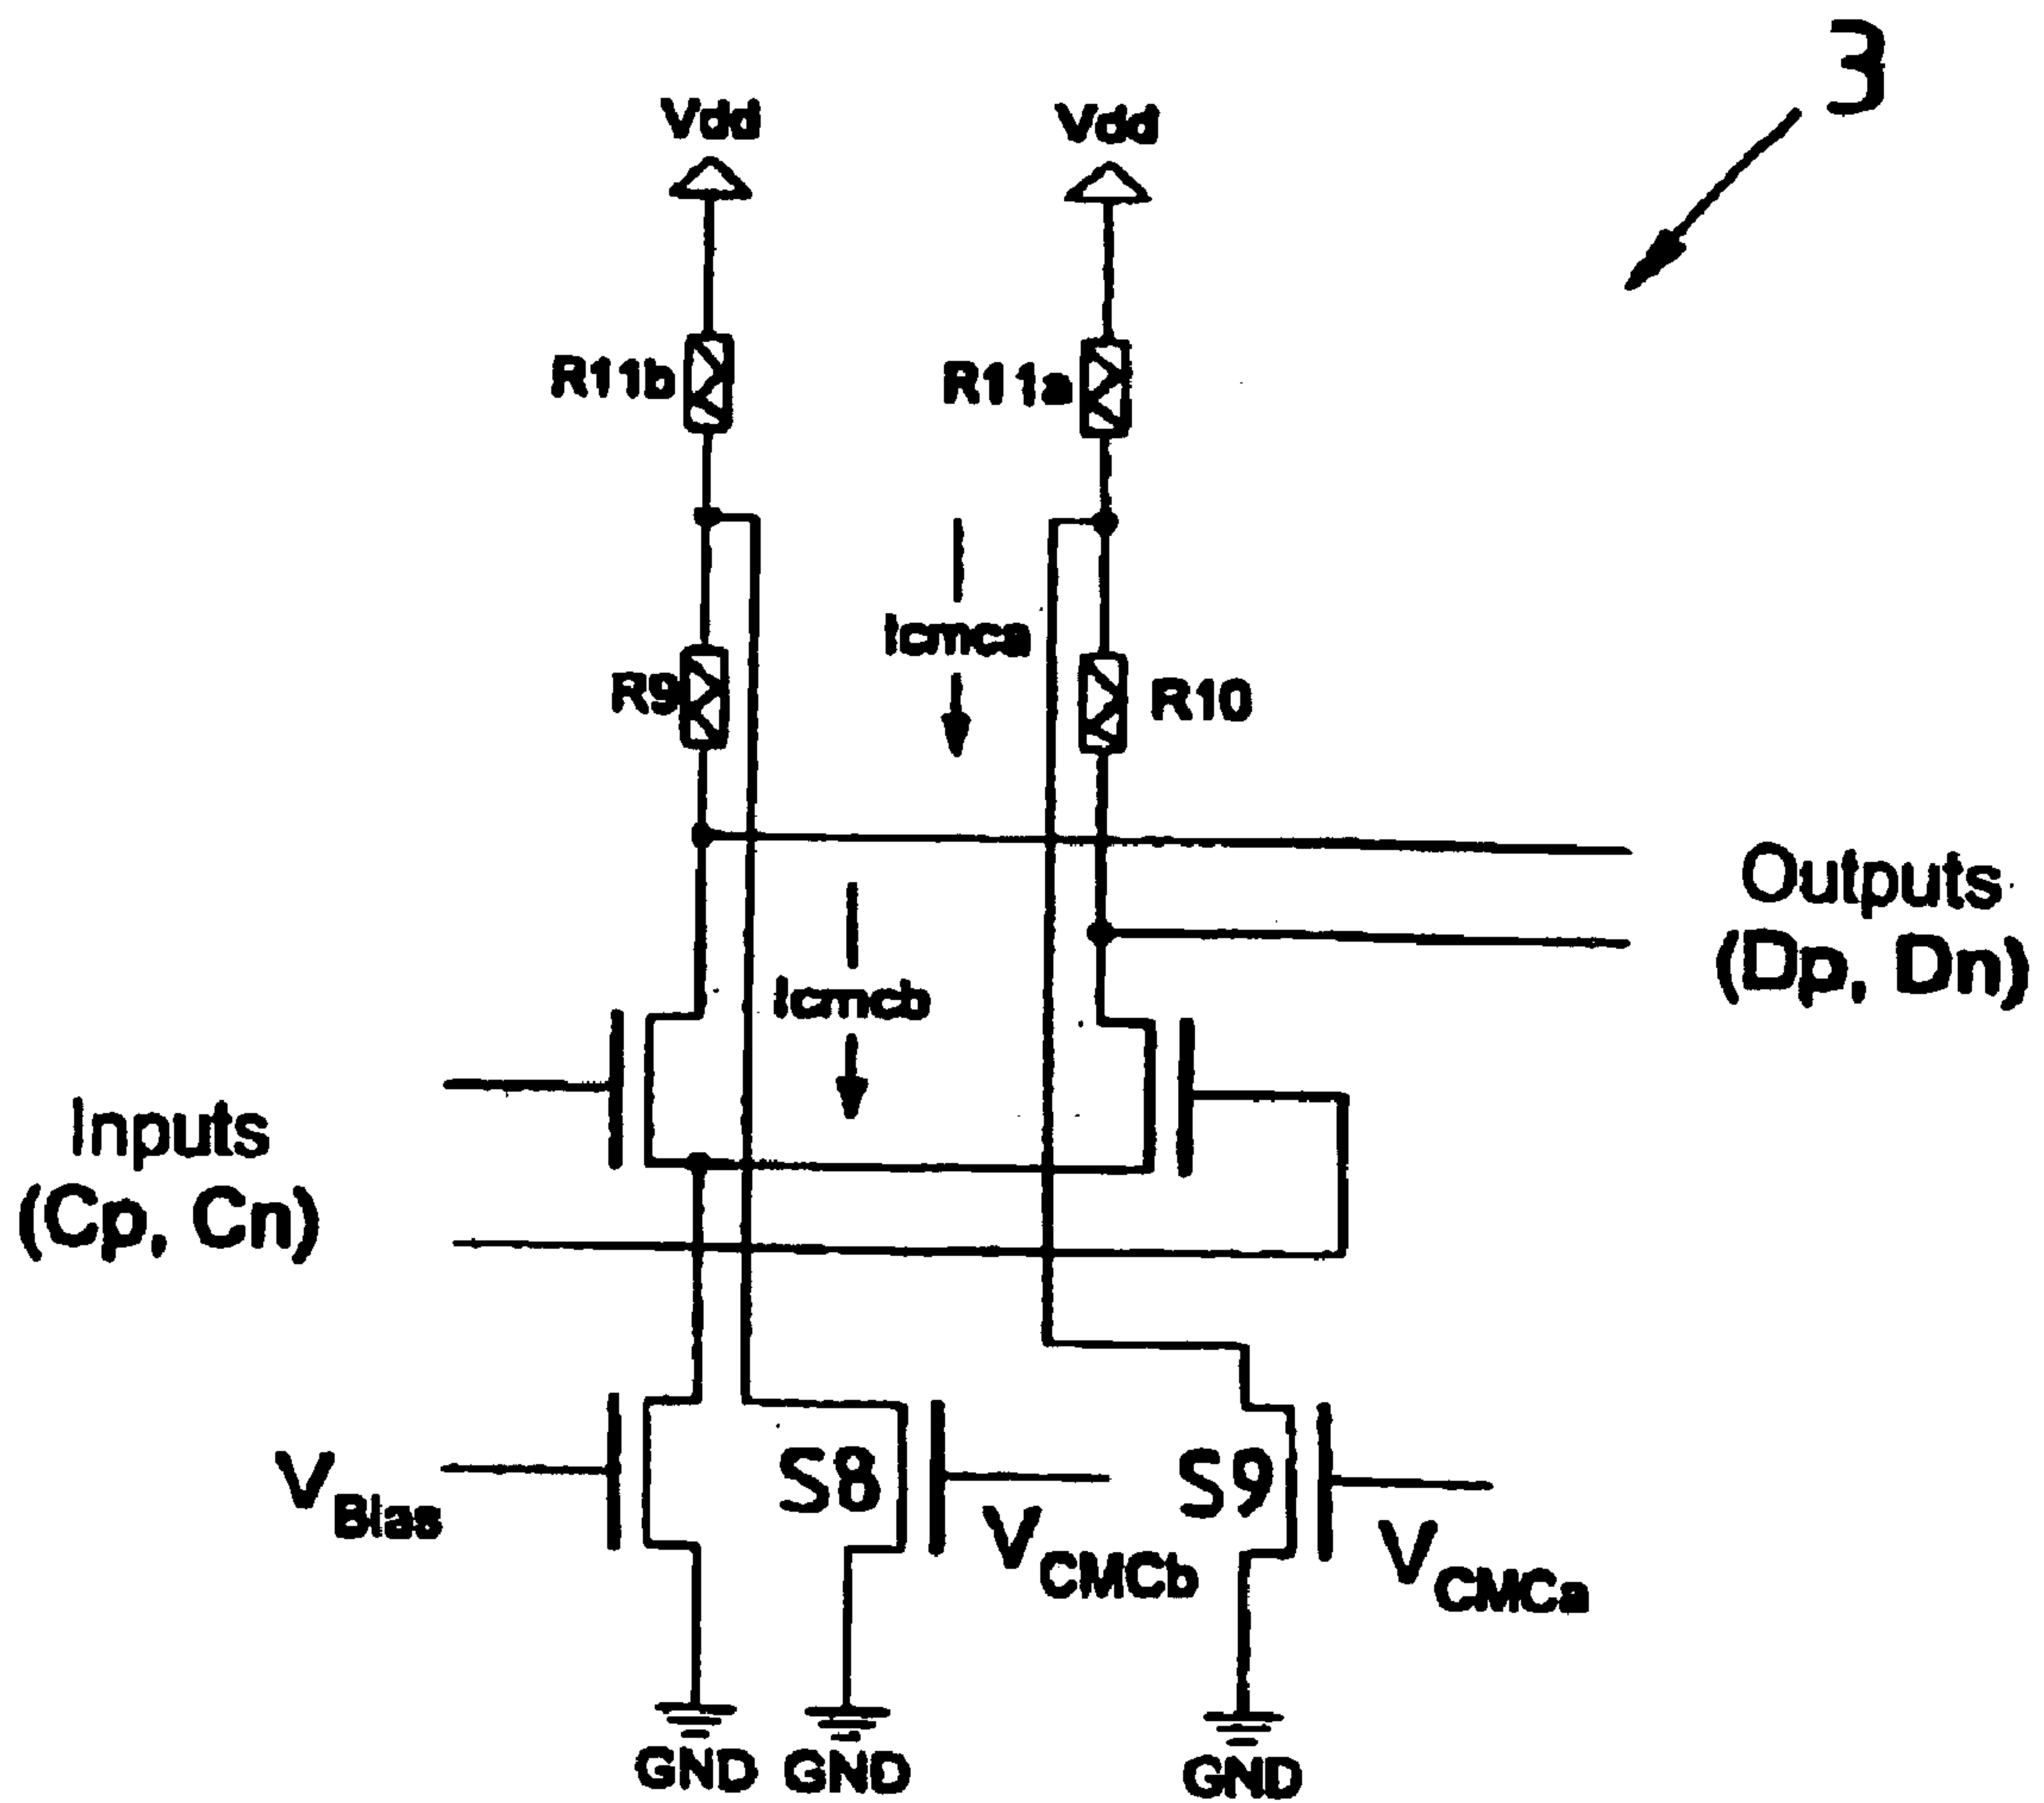 3
Vdd
Vdd
R11b
R11a
Icmca
R9
R10
Outputs
(Dp, Dn)
Icmcb
Inputs
(Cp, Cn)
VBias
S8
VCMCb
S9
VCMCa
GND
GND
GND